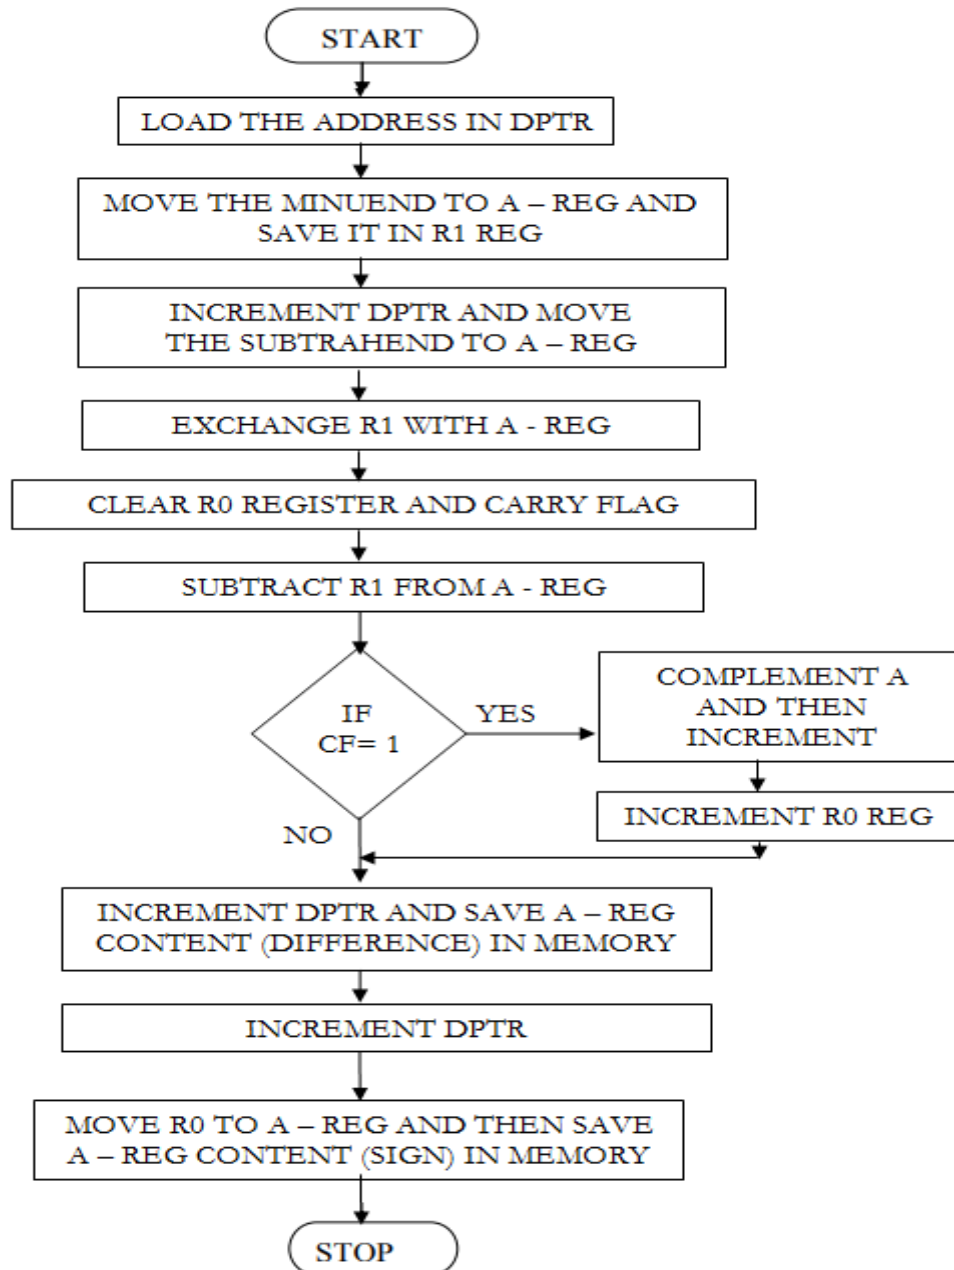 START
LOAD THE ADDRESS IN DPTR
MOVE THE MINUEND TO A – REG AND
SAVE IT IN R1 REG
INCREMENT DPTR AND MOVE
THE SUBTRAHEND TO A – REG
EXCHANGE R1 WITH A - REG
CLEAR R0 REGISTER AND CARRY FLAG
SUBTRACT R1 FROM A - REG
IF
CF= 1
YES
COMPLEMENT A
AND THEN
INCREMENT
INCREMENT R0 REG
NO
INCREMENT DPTR AND SAVE A – REG
CONTENT (DIFFERENCE) IN MEMORY
INCREMENT DPTR
MOVE R0 TO A – REG AND THEN SAVE
A – REG CONTENT (SIGN) IN MEMORY
STOP